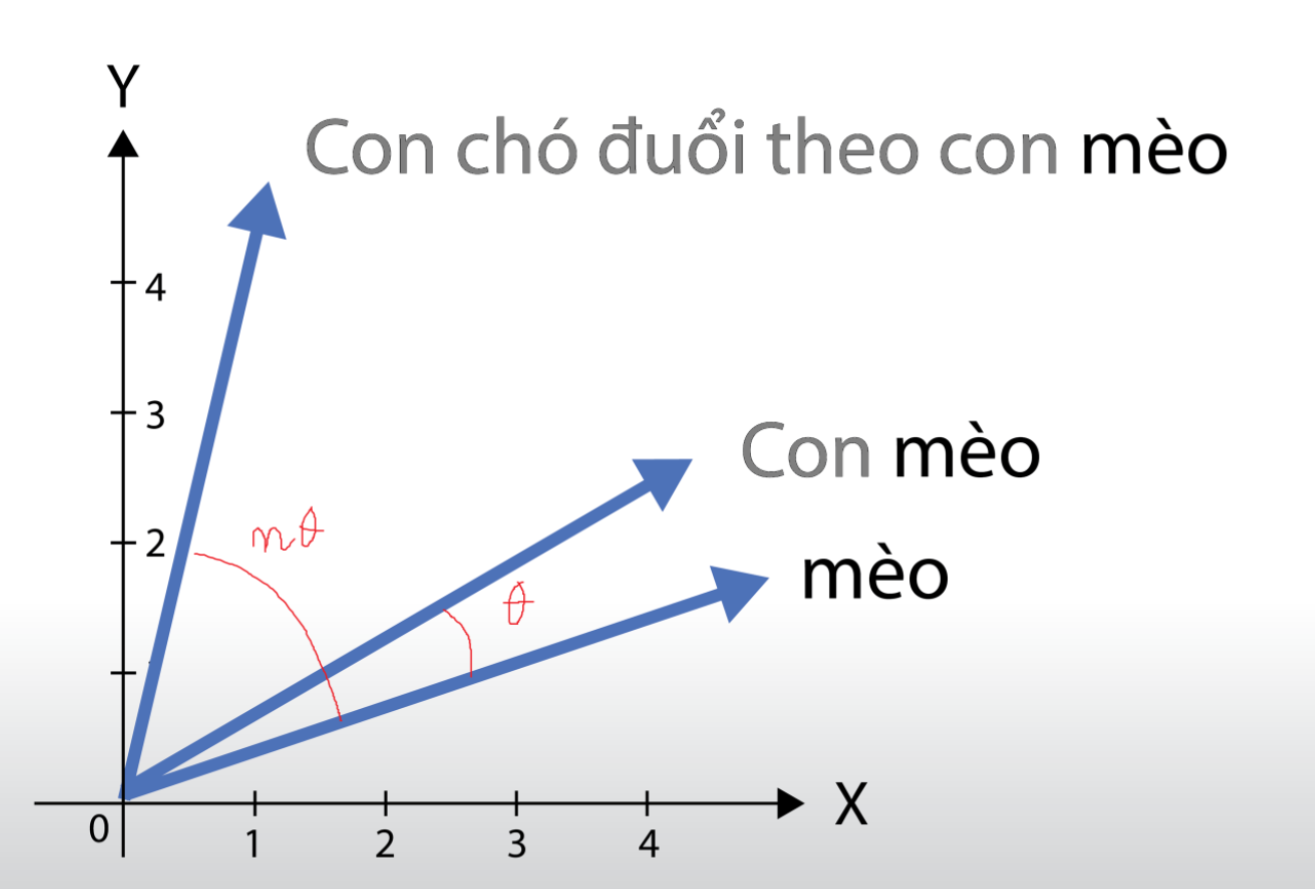 Y
Con chó đuổi theo con mèo
4
3
Con mèo
nθ
2
θ
mèo
X
0
1 2 3 4